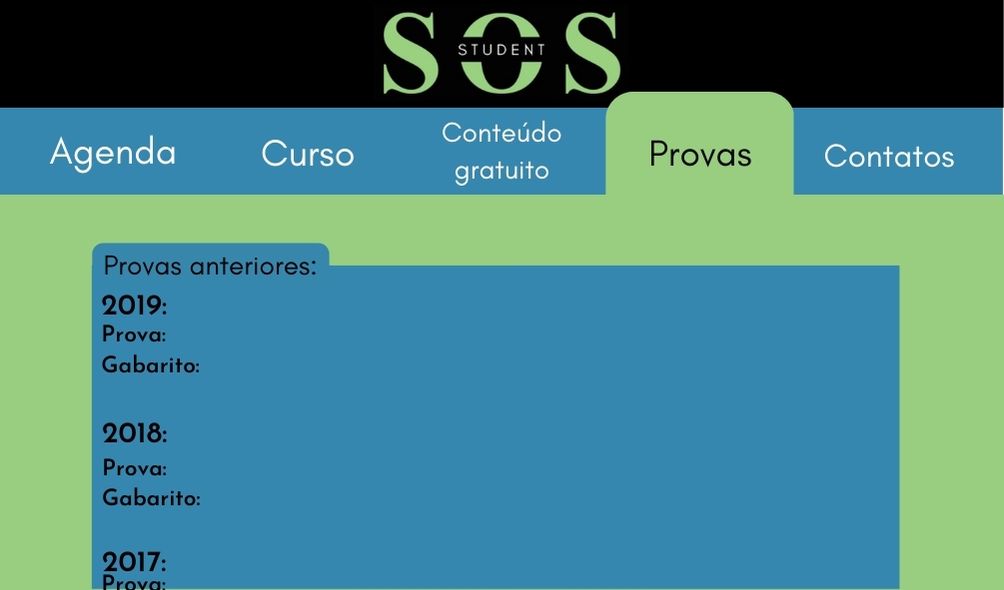 SOS
STUDENT
Agenda
Curso
Conteúdo
gratuito
Provas
Contatos
Provas anteriores:
2019:
Prova:
Gabarito:
2018:
Prova:
Gabarito:
2017:
Prova: